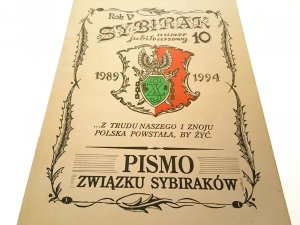 Rok V
SYBIRAK
numer
jubileuszowy 10
1989 1994
...Z TRUDU NASZEGO I ZNOJU
POLSKA POWSTAŁA, BY ŻYĆ.
PISMO
ZWIĄZKU SYBIRAKÓW